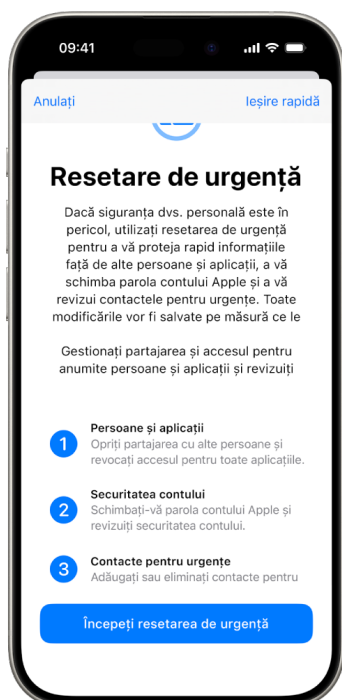 09:41
Anulați
Ieșire rapidă
Resetare de urgență
Dacă siguranța dvs. personală este în
pericol, utilizați resetarea de urgență
pentru a vă proteja rapid informațiile
față de alte persoane și aplicații, a vă
schimba parola contului Apple și a vă
revizui contactele pentru urgențe. Toate
modificările vor fi salvate pe măsură ce le
Gestionați partajarea și accesul pentru
anumite persoane și aplicații și revizuiți
1
Persoane și aplicații
Opriți partajarea cu alte persoane și
revocați accesul pentru toate aplicațiile.
2
Securitatea contului
Schimbați-vă parola contului Apple și
revizuiți securitatea contului.
3
Contacte pentru urgențe
Adăugați sau eliminați contacte pentru
Începeți resetarea de urgență